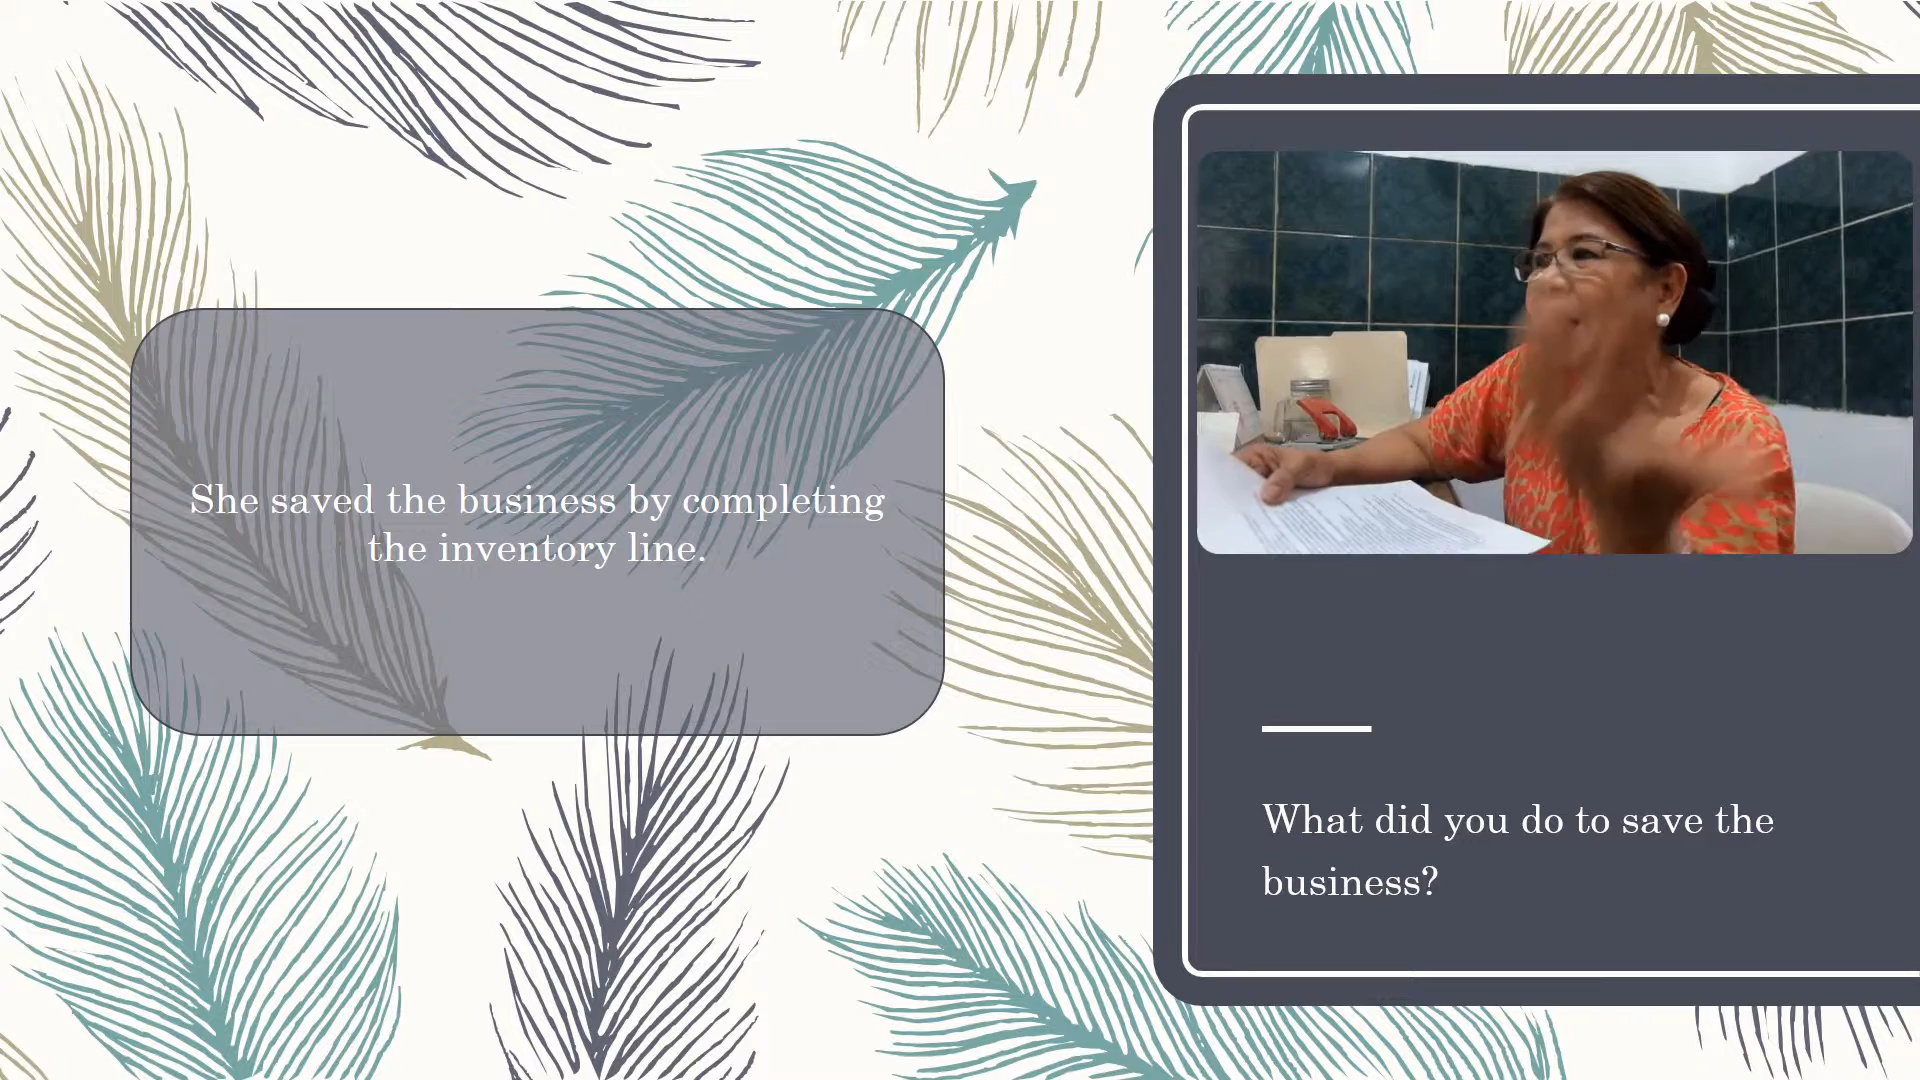 She saved the business by completing
the inventory line.
What did you do to save the
business?